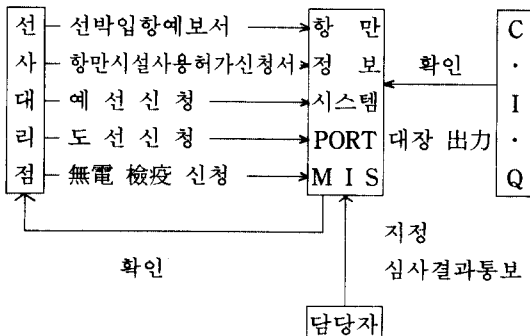 선 선박입항예보서 항 만 C
사 항만시설사용허가신청서 정 보 확인 ·
대 예 선 신 청 시스템 I
리 도 선 신 청 PORT 대장 出力 ·
점 無電 檢疫 신청 M I S Q
지정
확인 심사결과통보
담당자